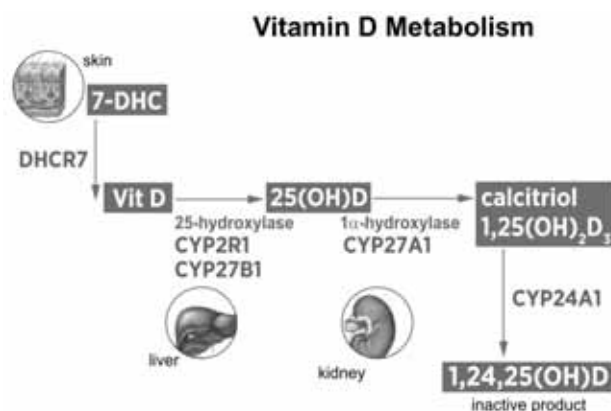 Vitamin D Metabolism
skin
7-DHC
DHCR7
Vit D
25(OH)D
calcitriol
1,25(OH)₂D₃
25-hydroxylase
CYP2R1
CYP27B1
1α-hydroxylase
CYP27A1
CYP24A1
liver
kidney
1,24,25(OH)D
inactive product